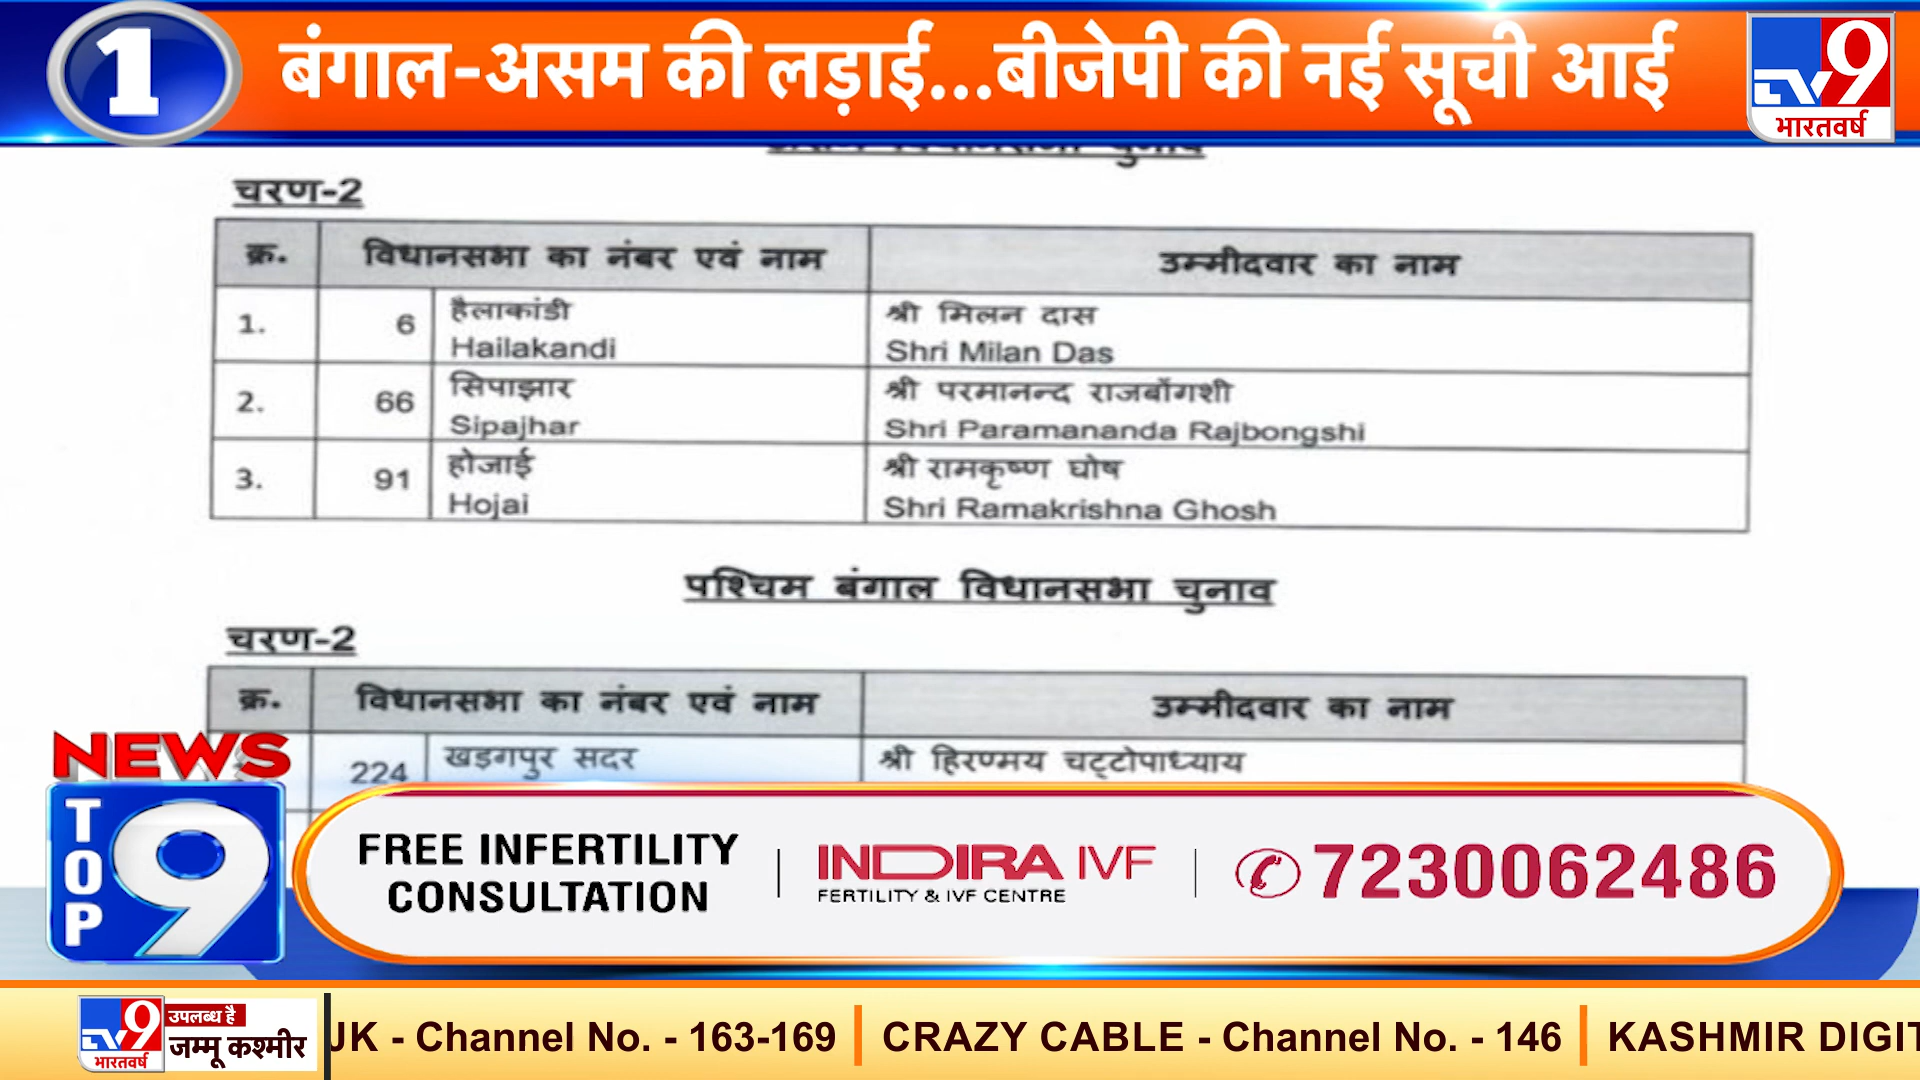 1
बंगाल-असम की लड़ाई...बीजेपी की नई सूची आई
TV9
भारतवर्ष
विधानसभा चुनाव
चरण-2
क्र. विधानसभा का नंबर एवं नाम उम्मीदवार का नाम
1. 6 हैलाकांडी श्री मिलन दास
Hailakandi Shri Milan Das
2. 66 सिपाझार श्री परमानन्द राजबोंगशी
Sipajhar Shri Paramananda Rajbongshi
3. 91 होजाई श्री रामकृष्ण घोष
Hojai Shri Ramakrishna Ghosh
पश्चिम बंगाल विधानसभा चुनाव
चरण-2
क्र. विधानसभा का नंबर एवं नाम उम्मीदवार का नाम
224 खड़गपुर सदर श्री हिरण्मय चट्टोपाध्याय
NEWS
TOP
9
FREE INFERTILITY
CONSULTATION
INDIRA IVF
FERTILITY & IVF CENTRE
7230062486
TV9
भारतवर्ष
उपलब्ध है
जम्मू कश्मीर
JK - Channel No. - 163-169 | CRAZY CABLE - Channel No. - 146 | KASHMIR DIGIT